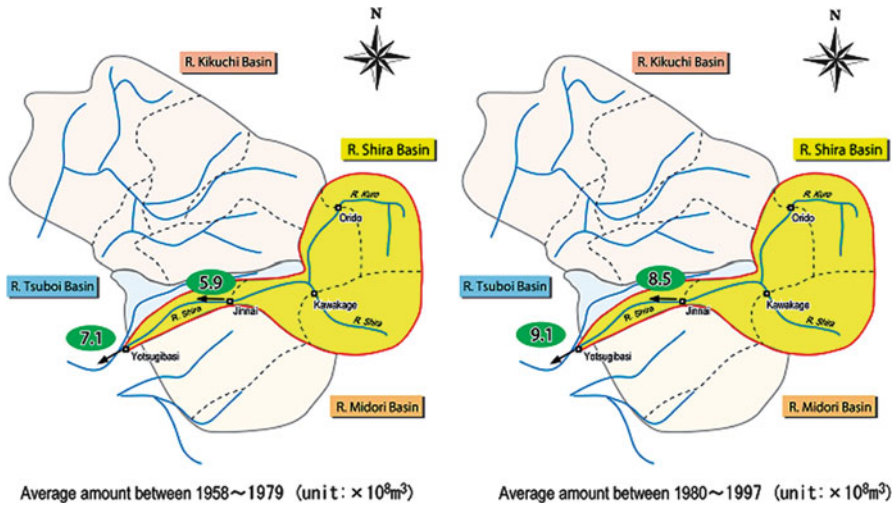 N
R. Kikuchi Basin
R. Shira Basin
R. Kuro
Orido
R. Tsuboi Basin
5.9
Jinnai
Kawakage
R. Shira
R. Shira
7.1
Yotsugibasi
R. Midori Basin
Average amount between 1958～1979 (unit: ×10⁸m³)
N
R. Kikuchi Basin
R. Shira Basin
R. Kuro
Orido
R. Tsuboi Basin
8.5
Jinnai
Kawakage
R. Shira
R. Shira
9.1
Yotsugibasi
R. Midori Basin
Average amount between 1980～1997 (unit: ×10⁸m³)